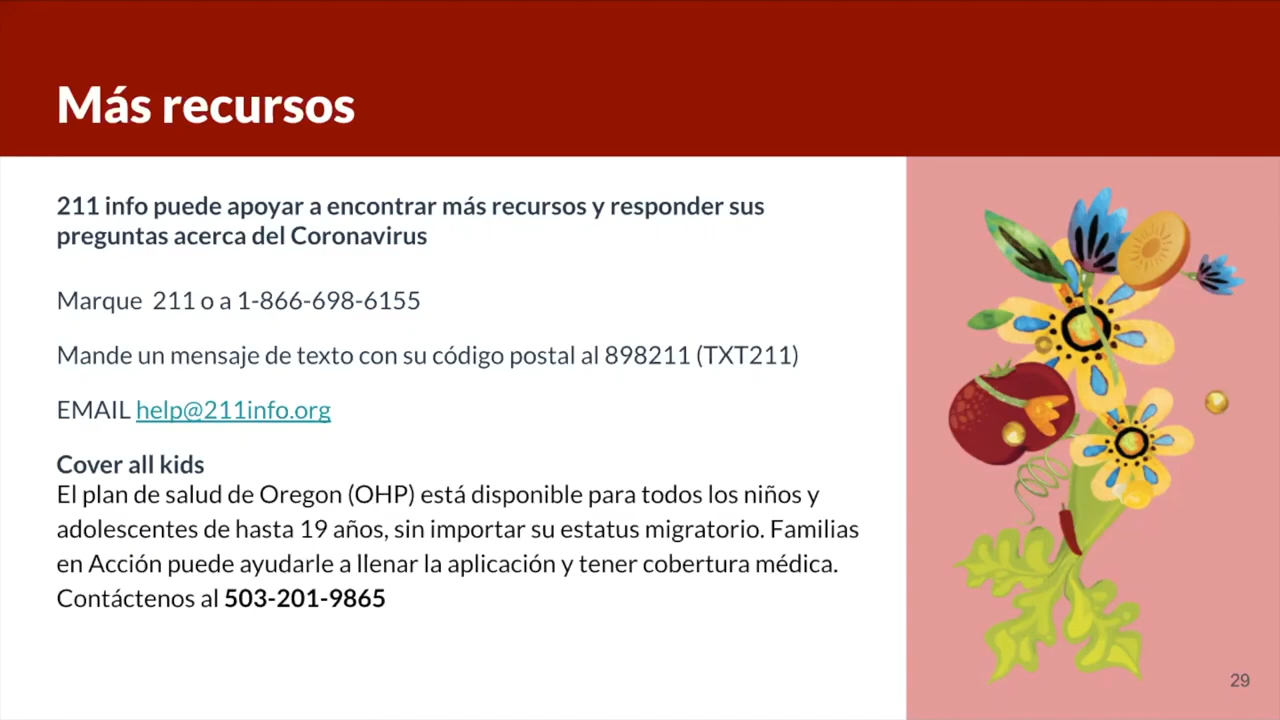 Más recursos
211 info puede apoyar a encontrar más recursos y responder sus
preguntas acerca del Coronavirus
Marque 211 o a 1-866-698-6155
Mande un mensaje de texto con su código postal al 898211 (TXT211)
EMAIL help@211info.org
Cover all kids
El plan de salud de Oregon (OHP) está disponible para todos los niños y
adolescentes de hasta 19 años, sin importar su estatus migratorio. Familias
en Acción puede ayudarle a llenar la aplicación y tener cobertura médica.
Contáctenos al 503-201-9865
29